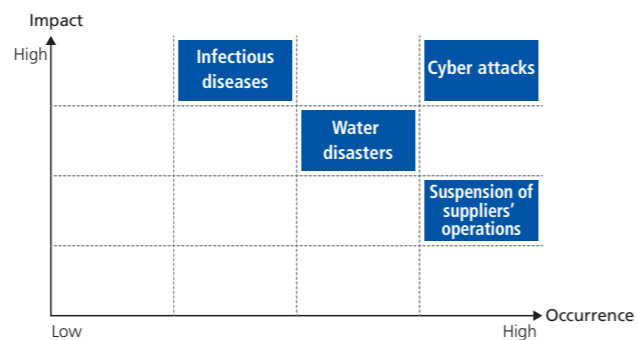 Impact
High
Infectious
diseases
Cyber attacks
Water
disasters
Suspension of
suppliers’
operations
Occurrence
Low
High